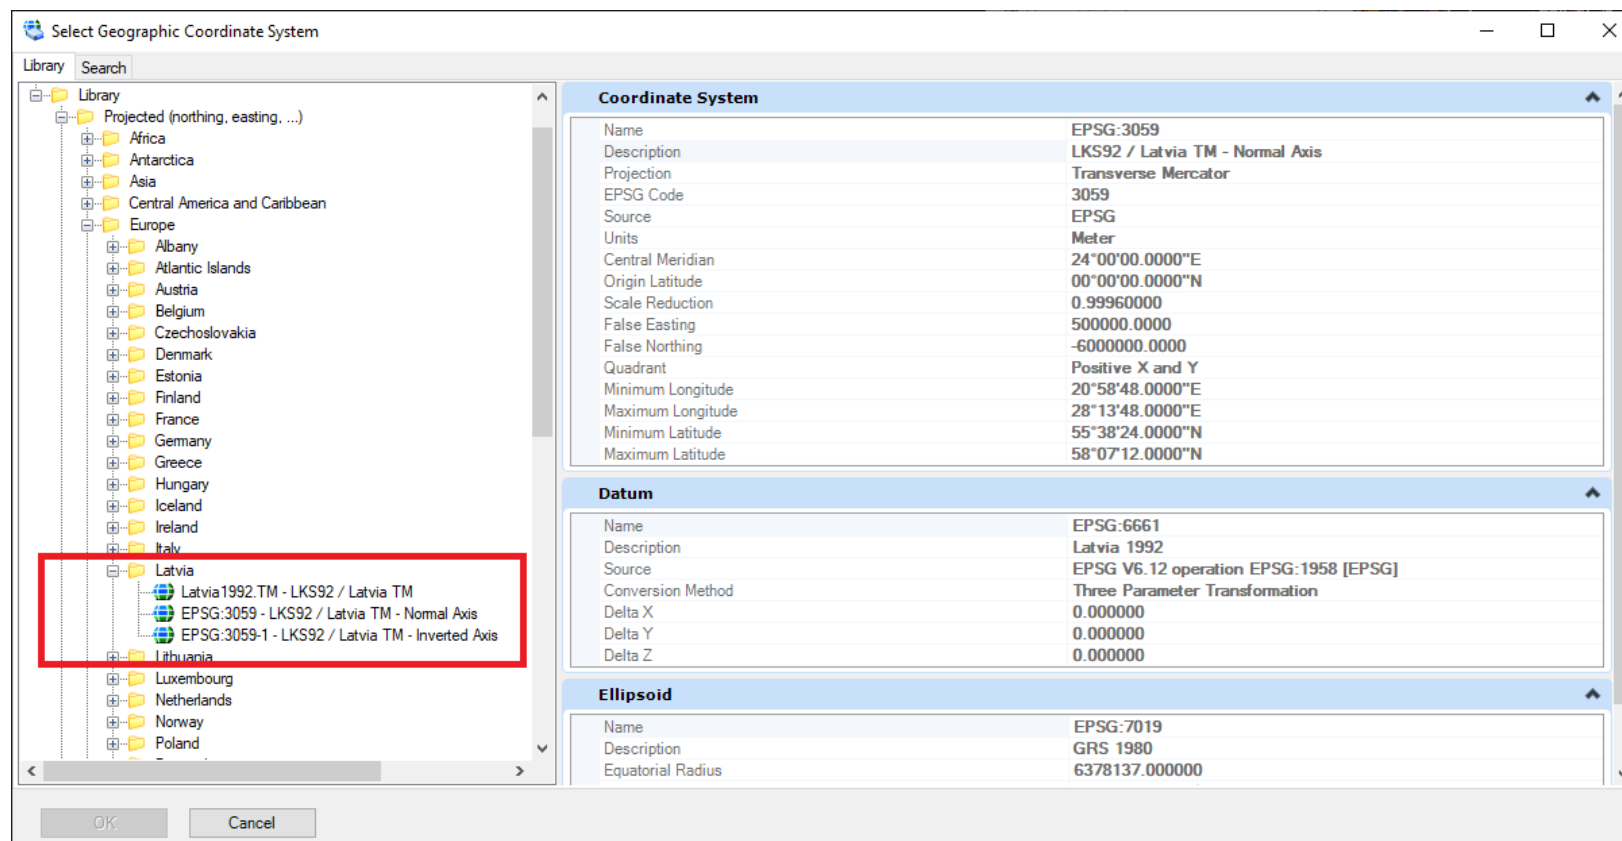 Select Geographic Coordinate System
Library Search
Library
Projected (northing, easting, ...)
Africa
Antarctica
Asia
Central America and Caribbean
Europe
Albany
Atlantic Islands
Austria
Belgium
Czechoslovakia
Denmark
Estonia
Finland
France
Germany
Greece
Hungary
Iceland
Ireland
Italy
Latvia
Latvia1992.TM - LKS92 / Latvia TM
EPSG:3059 - LKS92 / Latvia TM - Normal Axis
EPSG:3059-1 - LKS92 / Latvia TM - Inverted Axis
Lithuania
Luxembourg
Netherlands
Norway
Poland
Coordinate System
Name EPSG:3059
Description LKS92 / Latvia TM - Normal Axis
Projection Transverse Mercator
EPSG Code 3059
Source EPSG
Units Meter
Central Meridian 24°00'00.0000"E
Origin Latitude 00°00'00.0000"N
Scale Reduction 0.99960000
False Easting 500000.0000
False Northing -6000000.0000
Quadrant Positive X and Y
Minimum Longitude 20°58'48.0000"E
Maximum Longitude 28°13'48.0000"E
Minimum Latitude 55°38'24.0000"N
Maximum Latitude 58°07'12.0000"N
Datum
Name EPSG:6661
Description Latvia 1992
Source EPSG V6.12 operation EPSG:1958 [EPSG]
Conversion Method Three Parameter Transformation
Delta X 0.000000
Delta Y 0.000000
Delta Z 0.000000
Ellipsoid
Name EPSG:7019
Description GRS 1980
Equatorial Radius 6378137.000000
OK Cancel